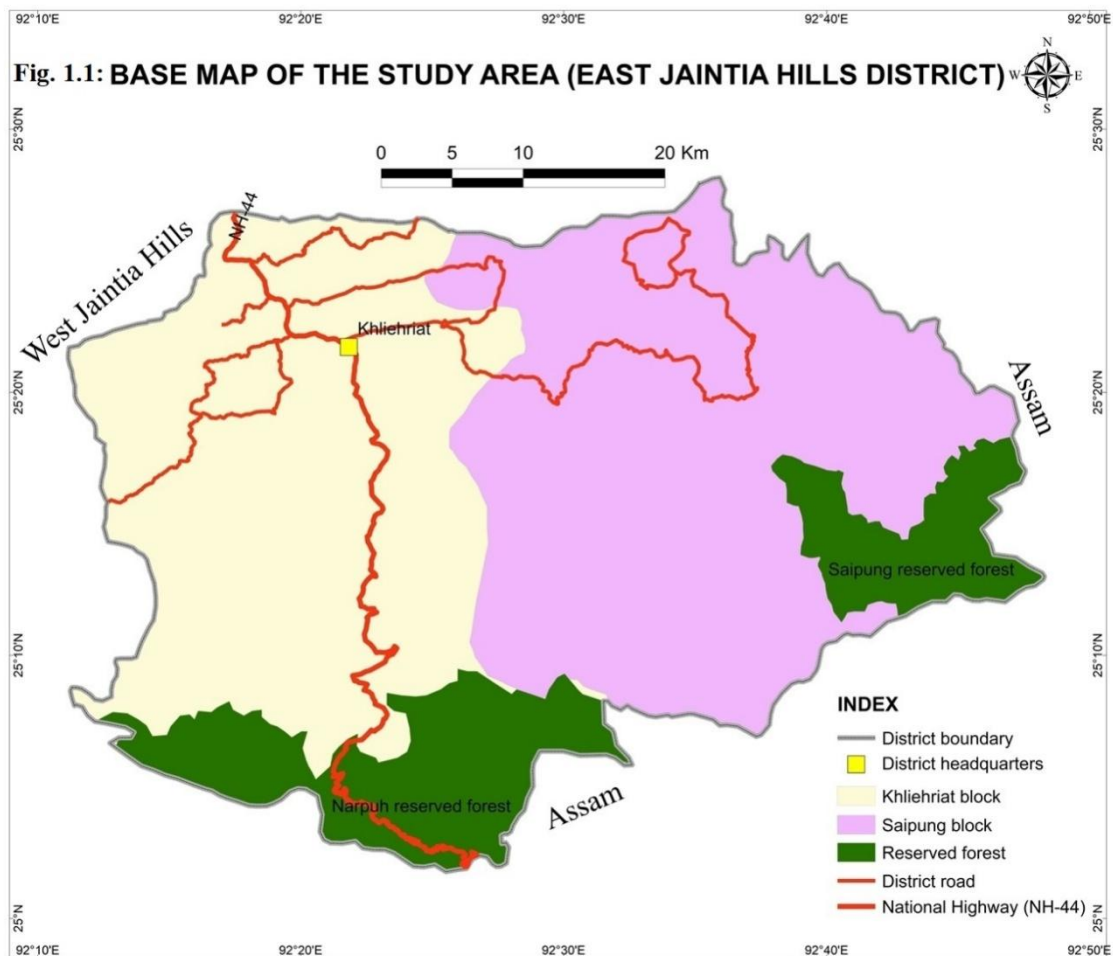 92°10'E 92°20'E 92°30'E 92°40'E 92°50'E
Fig. 1.1: BASE MAP OF THE STUDY AREA (EAST JAINTIA HILLS DISTRICT)
N
W E
S
25°30'N 25°30'N
0 5 10 20 Km
NH-44
West Jaintia Hills
Khliehriat
25°20'N 25°20'N
Assam
Saipung reserved forest
25°10'N 25°10'N
INDEX
District boundary
District headquarters
Khliehriat block
Saipung block
Reserved forest
District road
National Highway (NH-44)
Assam
Narpuh reserved forest
25°N 25°N
92°10'E 92°20'E 92°30'E 92°40'E 92°50'E